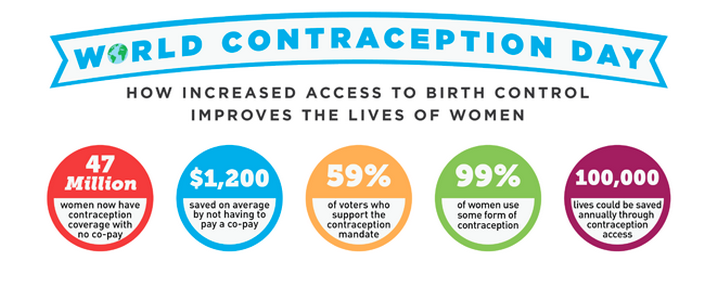 WORLD CONTRACEPTION DAY
HOW INCREASED ACCESS TO BIRTH CONTROL
IMPROVES THE LIVES OF WOMEN
47
Million
women now have
contraception
coverage with
no co-pay
$1,200
saved on average
by not having to
pay a co-pay
59%
of voters who
support the
contraception
mandate
99%
of women use
some form of
contraception
100,000
lives could be saved
annually through
contraception
access